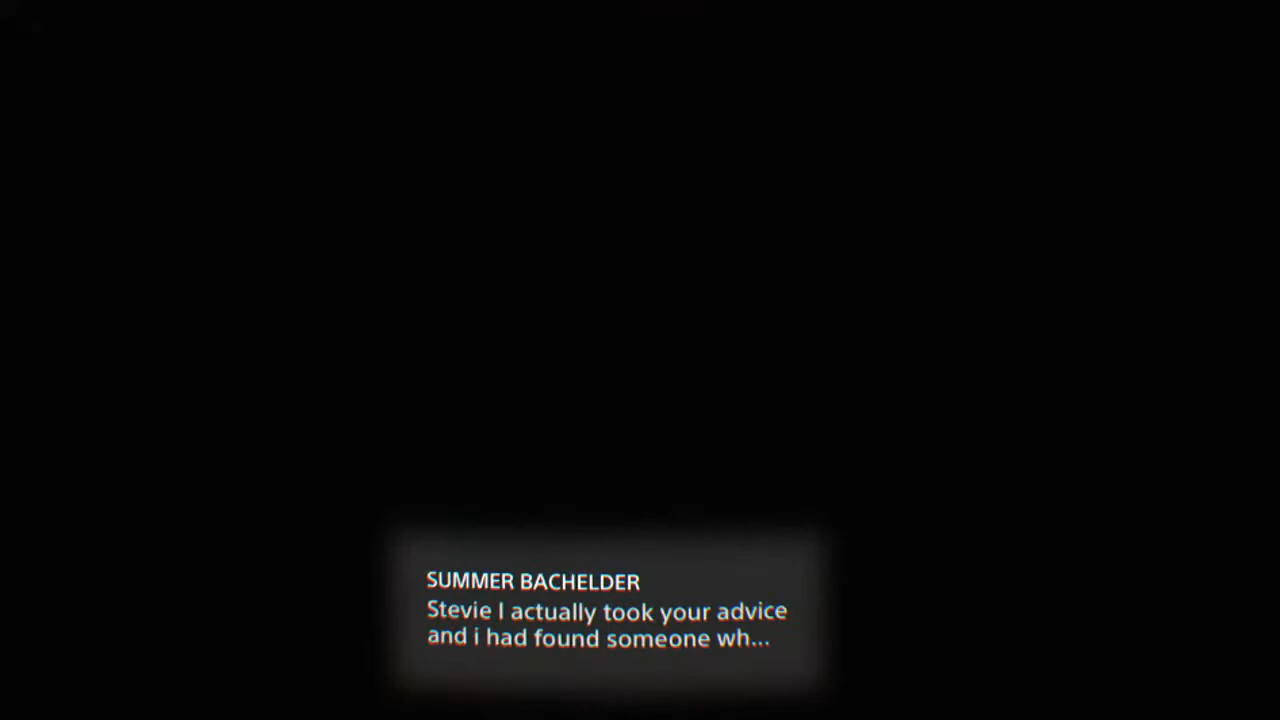 SUMMER BACHELDER
Stevie I actually took your advice
and i had found someone wh...